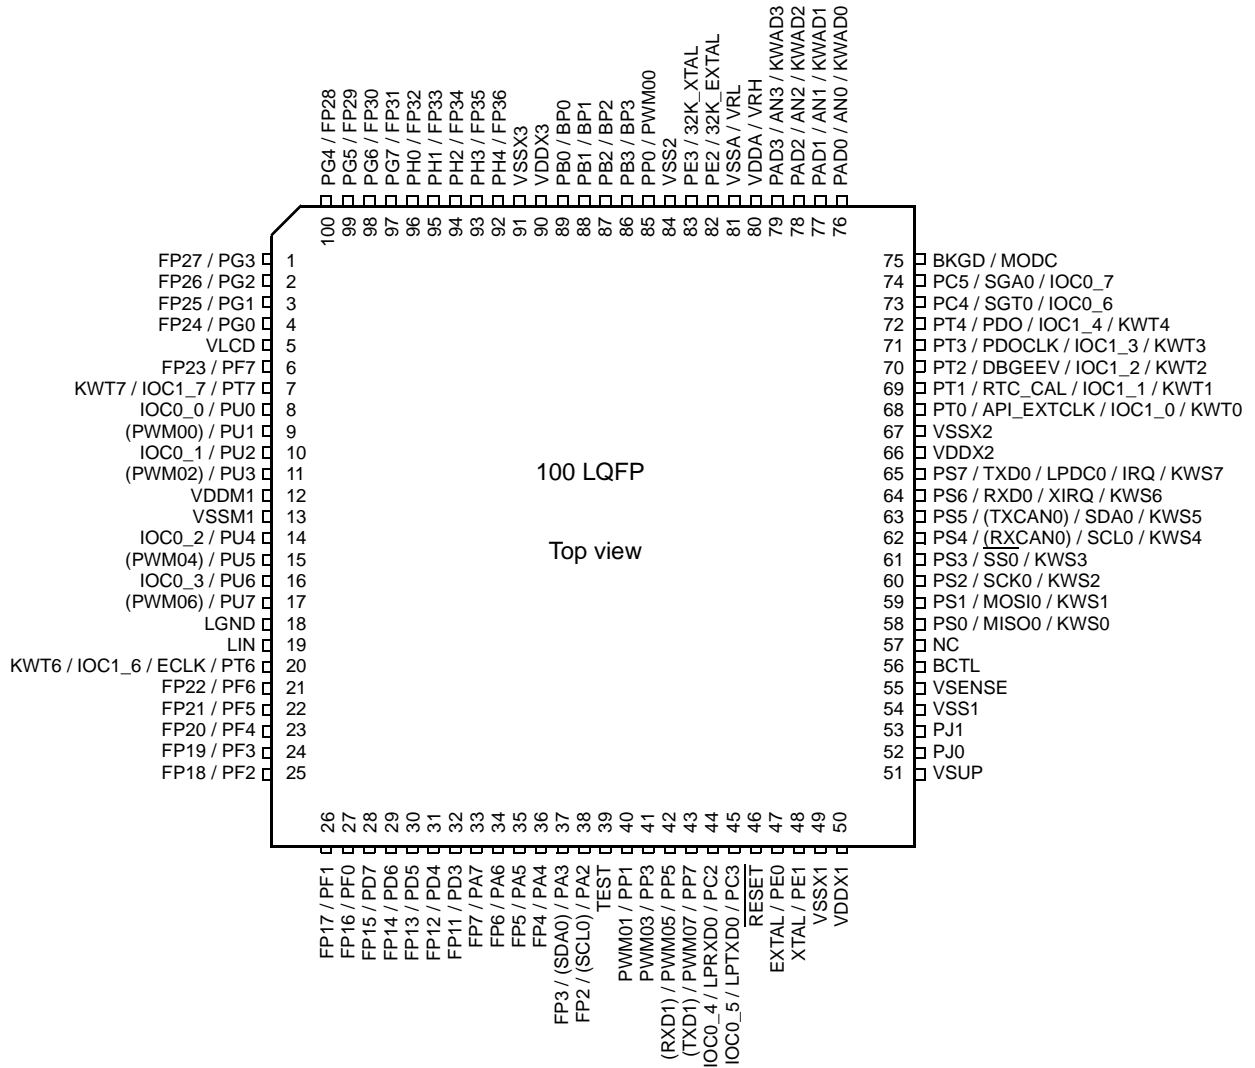 PG4 / FP28
PG5 / FP29
PG6 / FP30
PG7 / FP31
PH0 / FP32
PH1 / FP33
PH2 / FP34
PH3 / FP35
PH4 / FP36
VSSX3
VDDX3
PB0 / BP0
PB1 / BP1
PB2 / BP2
PB3 / BP3
PP0 / PWM00
VSS2
PE3 / 32K_XTAL
PE2 / 32K_EXTAL
VSSA / VRL
VDDA / VRH
PAD3 / AN3 / KWAD3
PAD2 / AN2 / KWAD2
PAD1 / AN1 / KWAD1
PAD0 / AN0 / KWAD0
100
99
98
97
96
95
94
93
92
91
90
89
88
87
86
85
84
83
82
81
80
79
78
77
76
FP27 / PG3 1
FP26 / PG2 2
FP25 / PG1 3
FP24 / PG0 4
VLCD 5
FP23 / PF7 6
KWT7 / IOC1_7 / PT7 7
IOC0_0 / PU0 8
(PWM00) / PU1 9
IOC0_1 / PU2 10
(PWM02) / PU3 11
VDDM1 12
VSSM1 13
IOC0_2 / PU4 14
(PWM04) / PU5 15
IOC0_3 / PU6 16
(PWM06) / PU7 17
LGND 18
LIN 19
KWT6 / IOC1_6 / ECLK / PT6 20
FP22 / PF6 21
FP21 / PF5 22
FP20 / PF4 23
FP19 / PF3 24
FP18 / PF2 25
100 LQFP
Top view
75 BKGD / MODC
74 PC5 / SGA0 / IOC0_7
73 PC4 / SGT0 / IOC0_6
72 PT4 / PDO / IOC1_4 / KWT4
71 PT3 / PDOCLK / IOC1_3 / KWT3
70 PT2 / DBGEEV / IOC1_2 / KWT2
69 PT1 / RTC_CAL / IOC1_1 / KWT1
68 PT0 / API_EXTCLK / IOC1_0 / KWT0
67 VSSX2
66 VDDX2
65 PS7 / TXD0 / LPDC0 / IRQ / KWS7
64 PS6 / RXD0 / XIRQ / KWS6
63 PS5 / (TXCAN0) / SDA0 / KWS5
62 PS4 / (RXCAN0) / SCL0 / KWS4
61 PS3 / SS0 / KWS3
60 PS2 / SCK0 / KWS2
59 PS1 / MOSI0 / KWS1
58 PS0 / MISO0 / KWS0
57 NC
56 BCTL
55 VSENSE
54 VSS1
53 PJ1
52 PJ0
51 VSUP
26
27
28
29
30
31
32
33
34
35
36
37
38
39
40
41
42
43
44
45
46
47
48
49
50
FP17 / PF1
FP16 / PF0
FP15 / PD7
FP14 / PD6
FP13 / PD5
FP12 / PD4
FP11 / PD3
FP7 / PA7
FP6 / PA6
FP5 / PA5
FP4 / PA4
FP3 / (SDA0) / PA3
FP2 / (SCL0) / PA2
TEST
PWM01 / PP1
PWM03 / PP3
(RXD1) / PWM05 / PP5
(TXD1) / PWM07 / PP7
IOC0_4 / LPRXD0 / PC2
IOC0_5 / LPTXD0 / PC3
RESET
EXTAL / PE0
XTAL / PE1
VSSX1
VDDX1